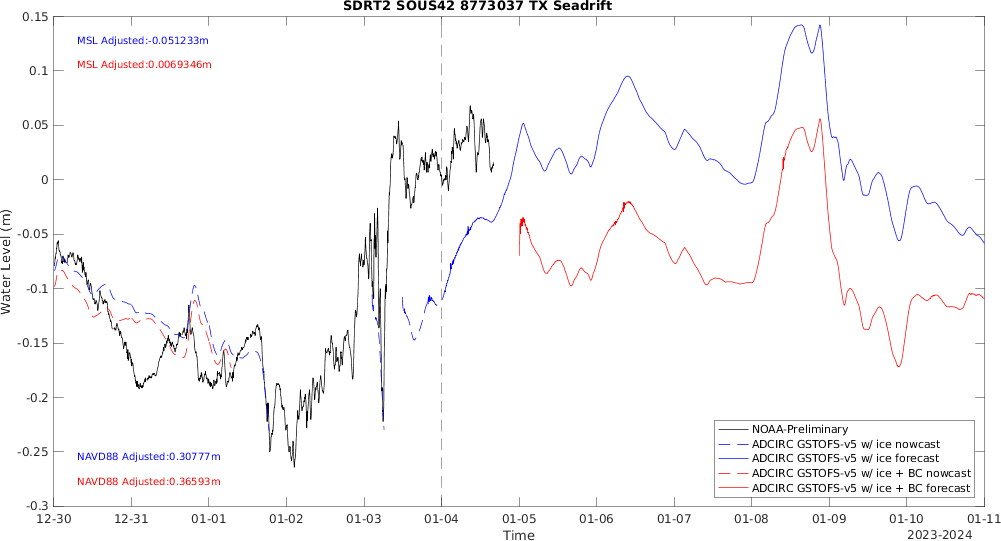 SDRT2 SOUS42 8773037 TX Seadrift
0.15
0.1
0.05
0
-0.05
-0.1
-0.15
-0.2
-0.25
-0.3
Water Level (m)
MSL Adjusted:-0.051233m
MSL Adjusted:0.0069346m
NAVD88 Adjusted:0.30777m
NAVD88 Adjusted:0.36593m
NOAA-Preliminary
ADCIRC GSTOFS-v5 w/ ice nowcast
ADCIRC GSTOFS-v5 w/ ice forecast
ADCIRC GSTOFS-v5 w/ ice + BC nowcast
ADCIRC GSTOFS-v5 w/ ice + BC forecast
12-30 12-31 01-01 01-02 01-03 01-04 01-05 01-06 01-07 01-08 01-09 01-10 01-11
Time
2023-2024